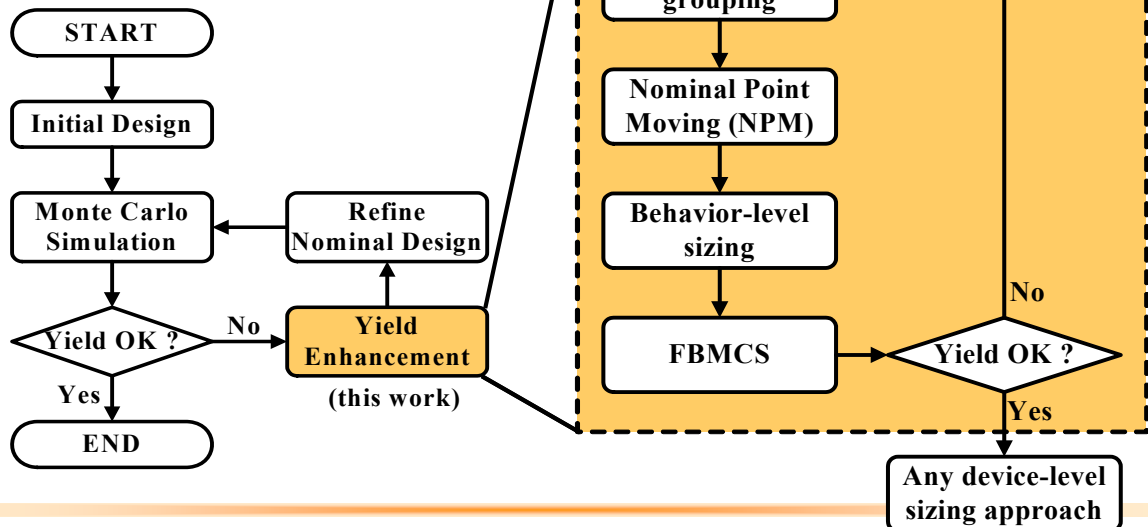 START
Initial Design
Monte Carlo
Simulation
Refine
Nominal Design
Yield OK ?
No
Yield
Enhancement
(this work)
Yes
END
grouping
Nominal Point
Moving (NPM)
Behavior-level
sizing
FBMCS
No
Yield OK ?
Yes
Any device-level
sizing approach